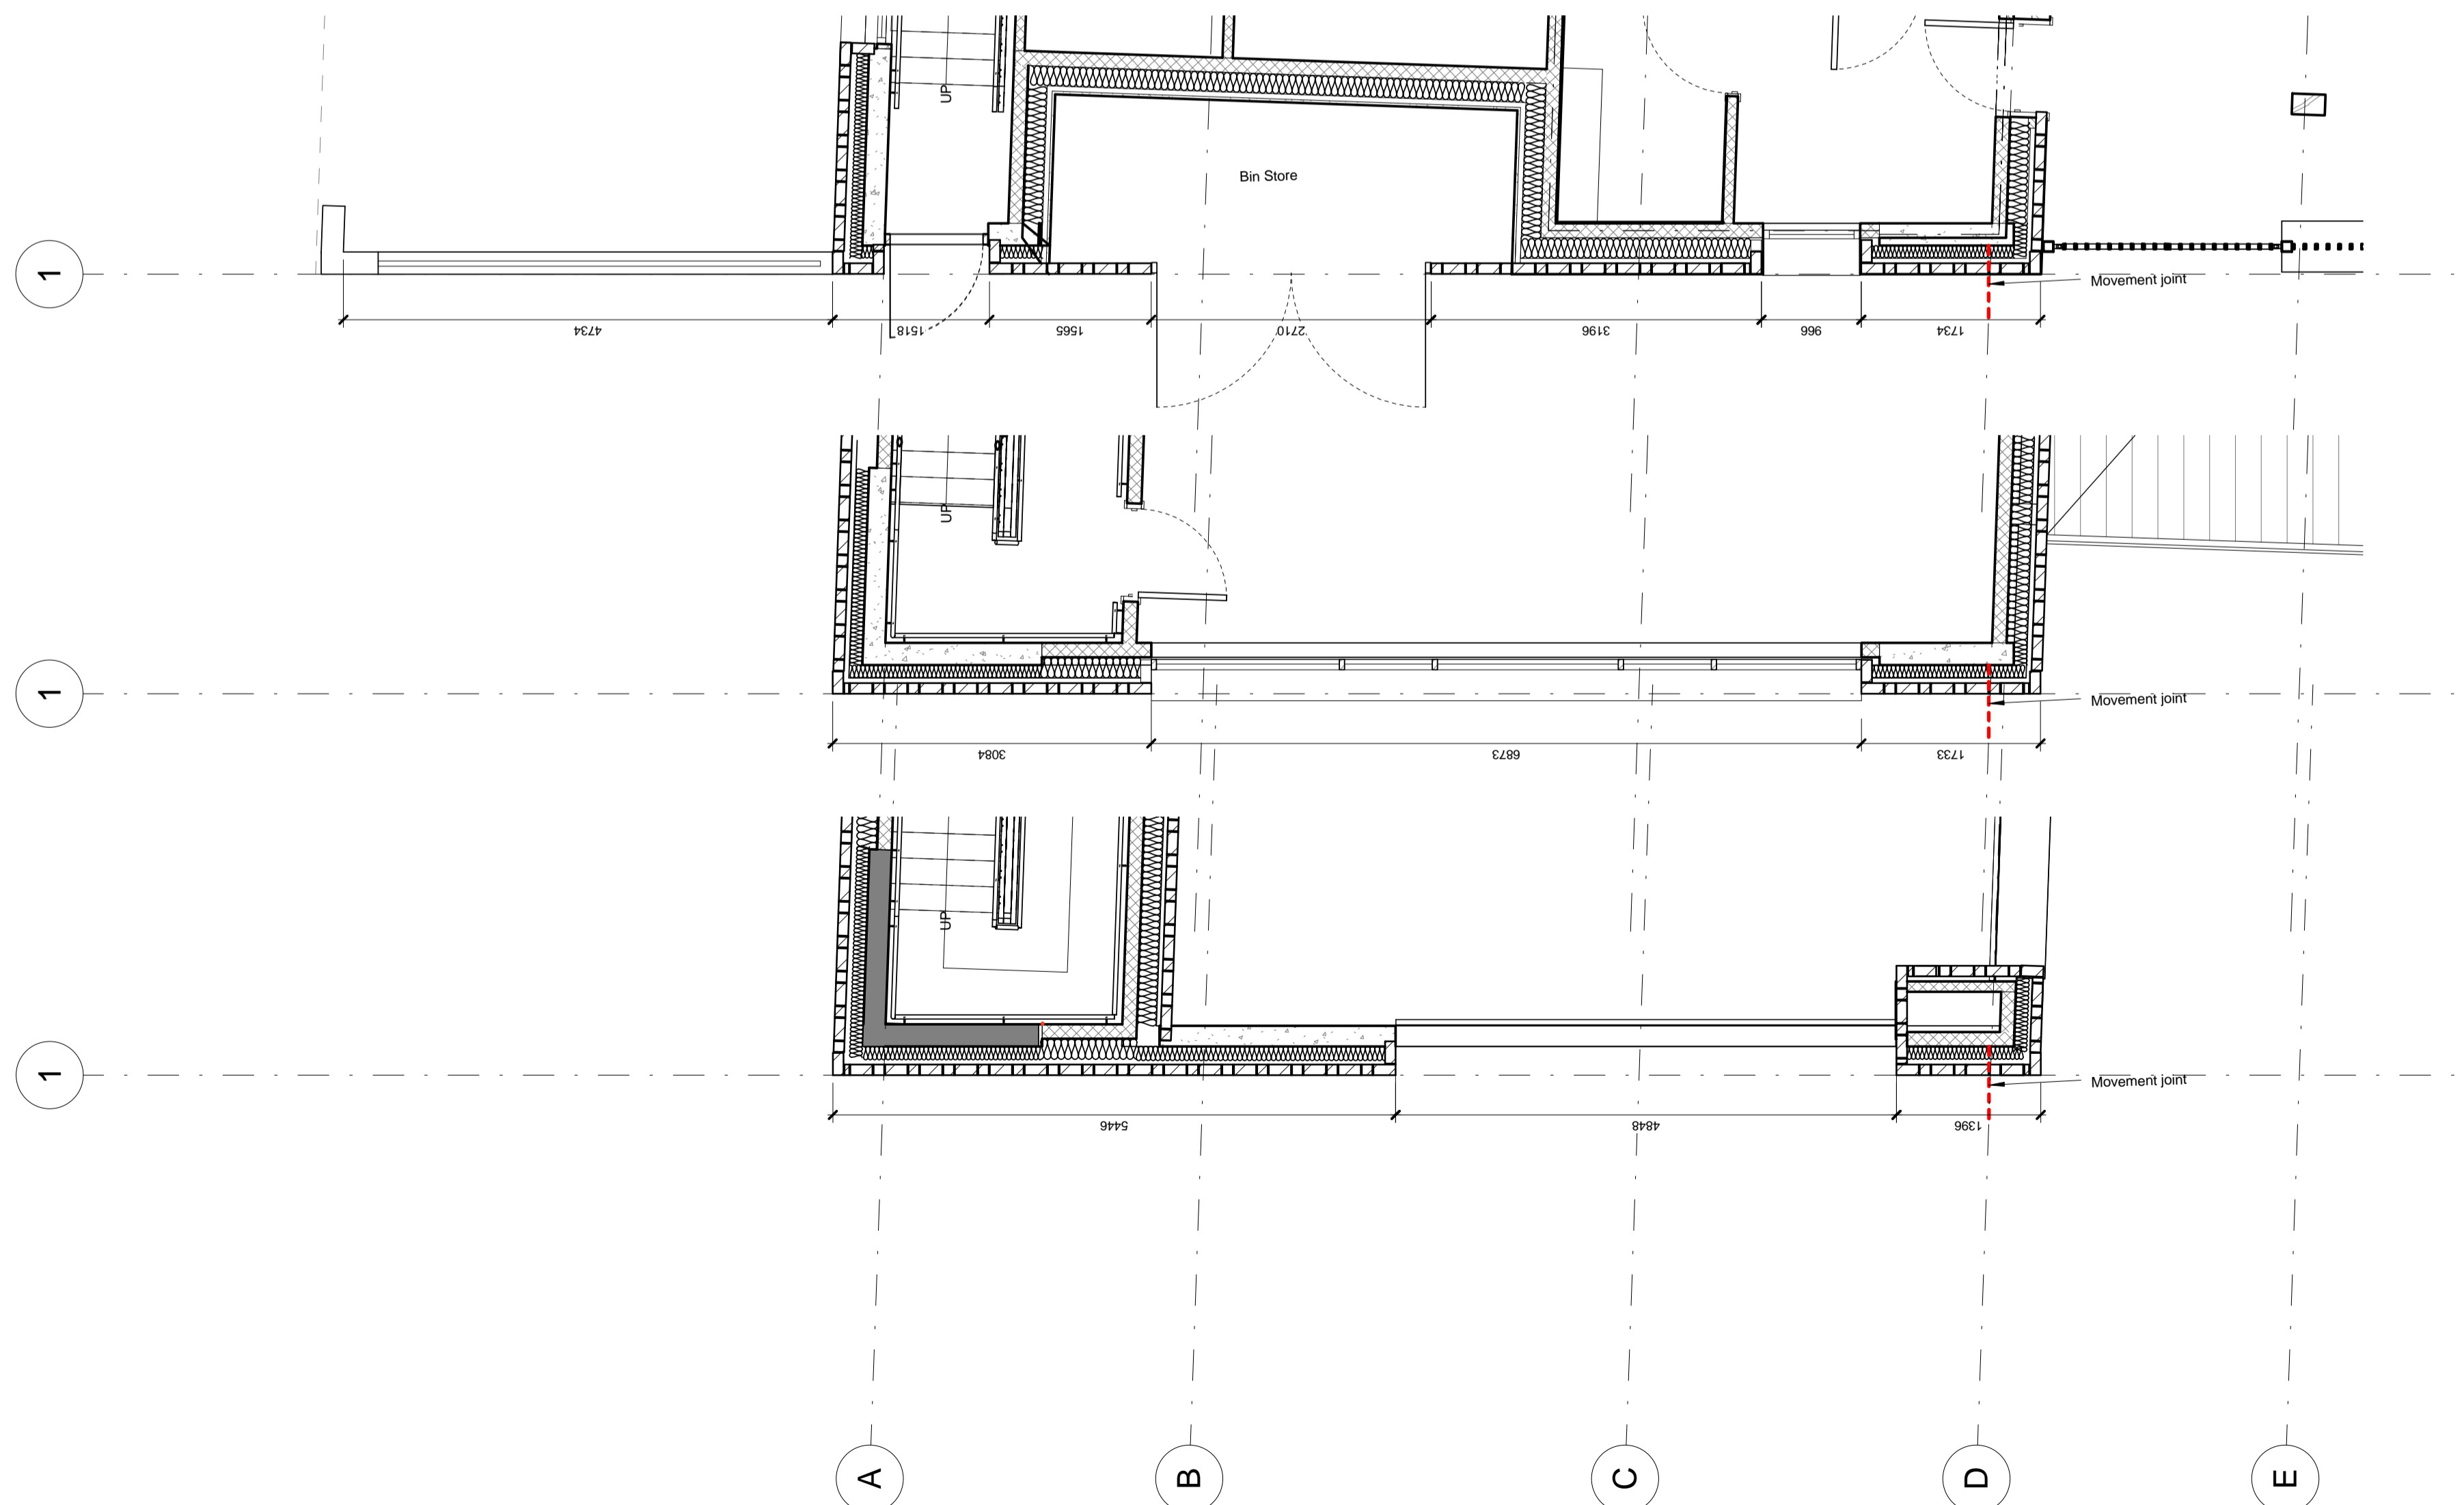 UP
Bin Store
1
Movement joint
4734
1518
1565
2710
3196
966
1734
UP
1
Movement joint
3084
6873
1733
UP
1
Movement joint
5446
4848
1396
A
B
C
D
E